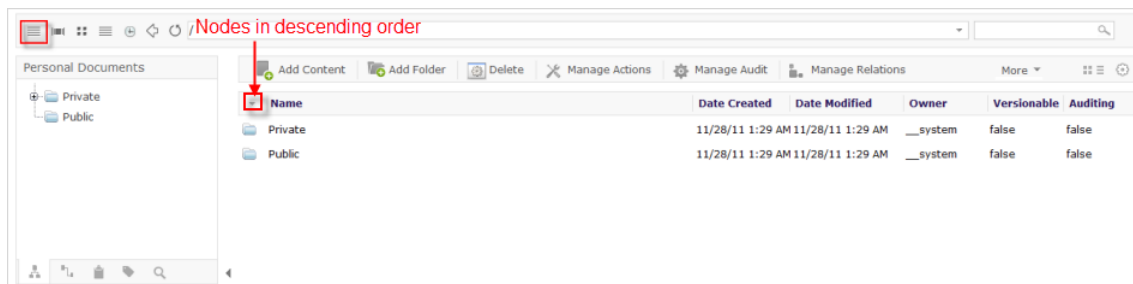 /
Nodes in descending order
Personal Documents
Add Content Add Folder Delete Manage Actions Manage Audit Manage Relations More
Private
Public
Name Date Created Date Modified Owner Versionable Auditing
Private 11/28/11 1:29 AM 11/28/11 1:29 AM __system false false
Public 11/28/11 1:29 AM 11/28/11 1:29 AM __system false false